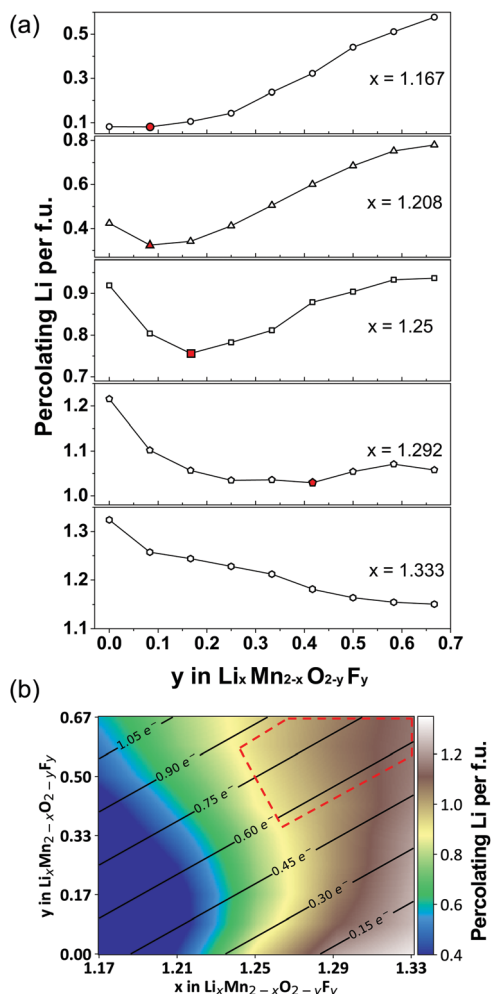 (a)
0.5
0.3
0.1
x = 1.167
0.8
0.6
0.4
x = 1.208
0.9
0.8
0.7
x = 1.25
1.2
1.1
1.0
x = 1.292
1.3
1.2
1.1
x = 1.333
Percolating Li per f.u.
0.0 0.1 0.2 0.3 0.4 0.5 0.6 0.7
y in LiₓMn₂₋ₓO₂₋ᵧFᵧ
(b)
0.67
0.50
0.33
0.17
0.00
y in LiₓMn₂₋ₓO₂₋yFy
1.05 e⁻
0.90 e⁻
0.75 e⁻
0.60 e⁻
0.45 e⁻
0.30 e⁻
0.15 e⁻
1.17 1.21 1.25 1.29 1.33
x in LiₓMn₂₋ₓO₂₋yFy
1.2
1.0
0.8
0.6
0.4
Percolating Li per f.u.